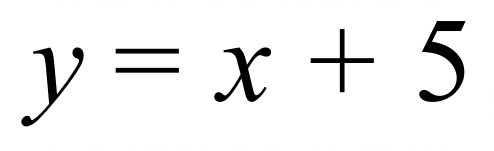 y = x + 5